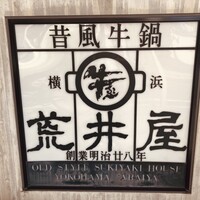 昔風牛鍋
横 牛 浜
荒井屋
創業明治廿八年
OLD STYLE SUKIYAKI HOUSE
YOKOHAMA ARAIYA